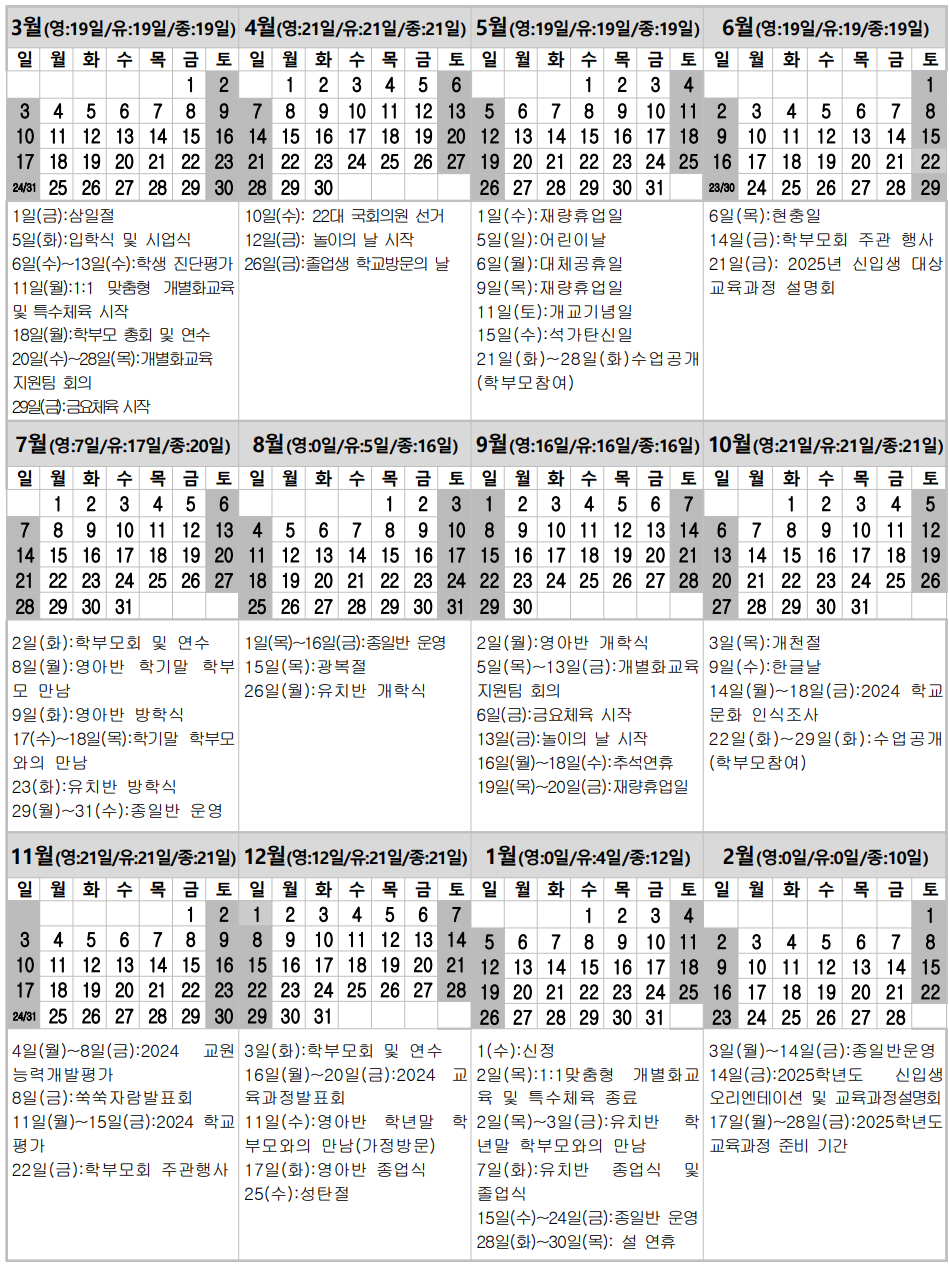 3월(영:19일/유:19일/종:19일)
일 월 화 수 목 금 토
1 2
3 4 5 6 7 8 9
10 11 12 13 14 15 16
17 18 19 20 21 22 23
24/31 25 26 27 28 29 30
1일(금):삼일절
5일(화):입학식 및 시업식
6일(수)~13일(수):학생 진단평가
11일(월):1:1 맞춤형 개별화교육
및 특수체육 시작
18일(월):학부모 총회 및 연수
20일(수)~28일(목):개별화교육
지원팀 회의
29일(금):금요체육 시작
4월(영:21일/유:21일/종:21일)
일 월 화 수 목 금 토
1 2 3 4 5 6
7 8 9 10 11 12 13
14 15 16 17 18 19 20
21 22 23 24 25 26 27
28 29 30
10일(수): 22대 국회의원 선거
12일(금): 놀이의 날 시작
26일(금):졸업생 학교방문의 날
5월(영:19일/유:19일/종:19일)
일 월 화 수 목 금 토
1 2 3 4
5 6 7 8 9 10 11
12 13 14 15 16 17 18
19 20 21 22 23 24 25
26 27 28 29 30 31
1일(수):재량휴업일
5일(일):어린이날
6일(월):대체공휴일
9일(목):재량휴업일
11일(토):개교기념일
15일(수):석가탄신일
21일(화)~28일(화)수업공개
(학부모참여)
6월(영:19일/유:19/종:19일)
일 월 화 수 목 금 토
1
2 3 4 5 6 7 8
9 10 11 12 13 14 15
16 17 18 19 20 21 22
23/30 24 25 26 27 28 29
6일(목):현충일
14일(금):학부모회 주관 행사
21일(금): 2025년 신입생 대상
교육과정 설명회
7월(영:7일/유:17일/종:20일)
일 월 화 수 목 금 토
1 2 3 4 5 6
7 8 9 10 11 12 13
14 15 16 17 18 19 20
21 22 23 24 25 26 27
28 29 30 31
2일(화):학부모회 및 연수
8일(월):영아반 학기말 학부
모 만남
9일(화):영아반 방학식
17(수)~18일(목):학기말 학부모
와의 만남
23(화):유치반 방학식
29(월)~31(수):종일반 운영
8월(영:0일/유:5일/종:16일)
일 월 화 수 목 금 토
1 2 3
4 5 6 7 8 9 10
11 12 13 14 15 16 17
18 19 20 21 22 23 24
25 26 27 28 29 30 31
1일(목)~16일(금):종일반 운영
15일(목):광복절
26일(월):유치반 개학식
9월(영:16일/유:16일/종:16일)
일 월 화 수 목 금 토
1 2 3 4 5 6 7
8 9 10 11 12 13 14
15 16 17 18 19 20 21
22 23 24 25 26 27 28
29 30
2일(월):영아반 개학식
5일(목)~13일(금):개별화교육
지원팀 회의
6일(금):금요체육 시작
13일(금):놀이의 날 시작
16일(월)~18일(수):추석연휴
19일(목)~20일(금):재량휴업일
10월(영:21일/유:21일/종:21일)
일 월 화 수 목 금 토
1 2 3 4 5
6 7 8 9 10 11 12
13 14 15 16 17 18 19
20 21 22 23 24 25 26
27 28 29 30 31
3일(목):개천절
9일(수):한글날
14일(월)~18일(금):2024 학교
문화 인식조사
22일(화)~29일(화):수업공개
(학부모참여)
11월(영:21일/유:21일/종:21일)
일 월 화 수 목 금 토
1 2
3 4 5 6 7 8 9
10 11 12 13 14 15 16
17 18 19 20 21 22 23
24/31 25 26 27 28 29 30
4일(월)~8일(금):2024 교원
능력개발평가
8일(금):쑥쑥자람발표회
11일(월)~15일(금):2024 학교
평가
22일(금):학부모회 주관행사
12월(영:12일/유:21일/종:21일)
일 월 화 수 목 금 토
1 2 3 4 5 6 7
8 9 10 11 12 13 14
15 16 17 18 19 20 21
22 23 24 25 26 27 28
29 30 31
3일(화):학부모회 및 연수
16일(월)~20일(금):2024 교
육과정발표회
11일(수):영아반 학년말 학
부모와의 만남(가정방문)
17일(화):영아반 종업식
25(수):성탄절
1월(영:0일/유:4일/종:12일)
일 월 화 수 목 금 토
1 2 3 4
5 6 7 8 9 10 11
12 13 14 15 16 17 18
19 20 21 22 23 24 25
26 27 28 29 30 31
1(수):신정
2일(목):1:1맞춤형 개별화교
육 및 특수체육 종료
2일(목)~3일(금):유치반 학
년말 학부모와의 만남
7일(화):유치반 종업식 및
졸업식
15일(수)~24일(금):종일반 운영
28일(화)~30일(목): 설 연휴
2월(영:0일/유:0일/종:10일)
일 월 화 수 목 금 토
1
2 3 4 5 6 7 8
9 10 11 12 13 14 15
16 17 18 19 20 21 22
23 24 25 26 27 28
3일(월)~14일(금):종일반운영
14일(금):2025학년도 신입생
오리엔테이션 및 교육과정설명회
17일(월)~28일(금):2025학년도
교육과정 준비 기간